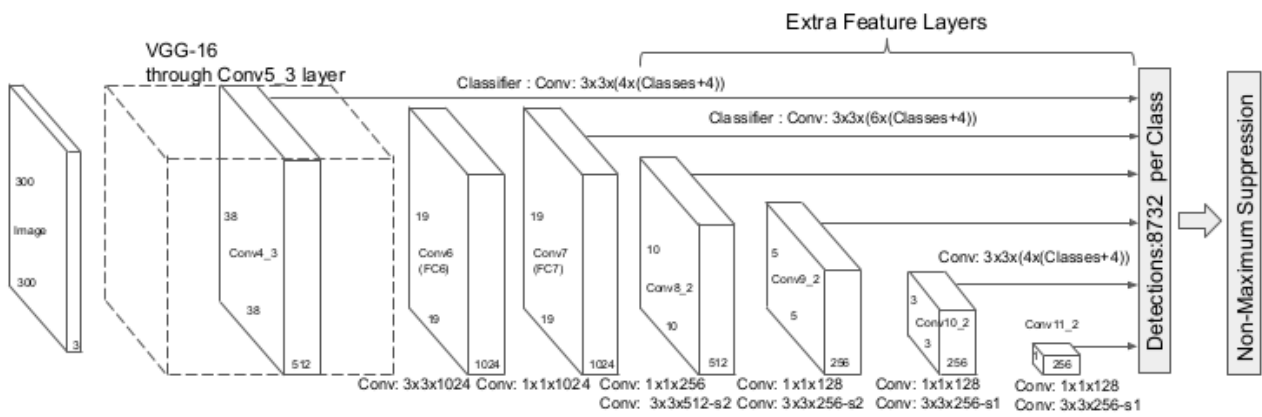 Extra Feature Layers
VGG-16
through Conv5_3 layer
Classifier : Conv: 3x3x(4x(Classes+4))
Classifier : Conv: 3x3x(6x(Classes+4))
300
Image
300
3
38
Conv4_3
38
512
19
Conv6
(FC6)
19
1024
19
Conv7
(FC7)
19
1024
10
Conv8_2
10
512
5
Conv9_2
5
256
Conv: 3x3x(4x(Classes+4))
3
Conv10_2
3
256
Conv11_2
1
256
Detections:8732 per Class
Non-Maximum Suppression
Conv: 3x3x1024
Conv: 1x1x1024
Conv: 1x1x256
Conv: 3x3x512-s2
Conv: 1x1x128
Conv: 3x3x256-s2
Conv: 1x1x128
Conv: 3x3x256-s1
Conv: 1x1x128
Conv: 3x3x256-s1